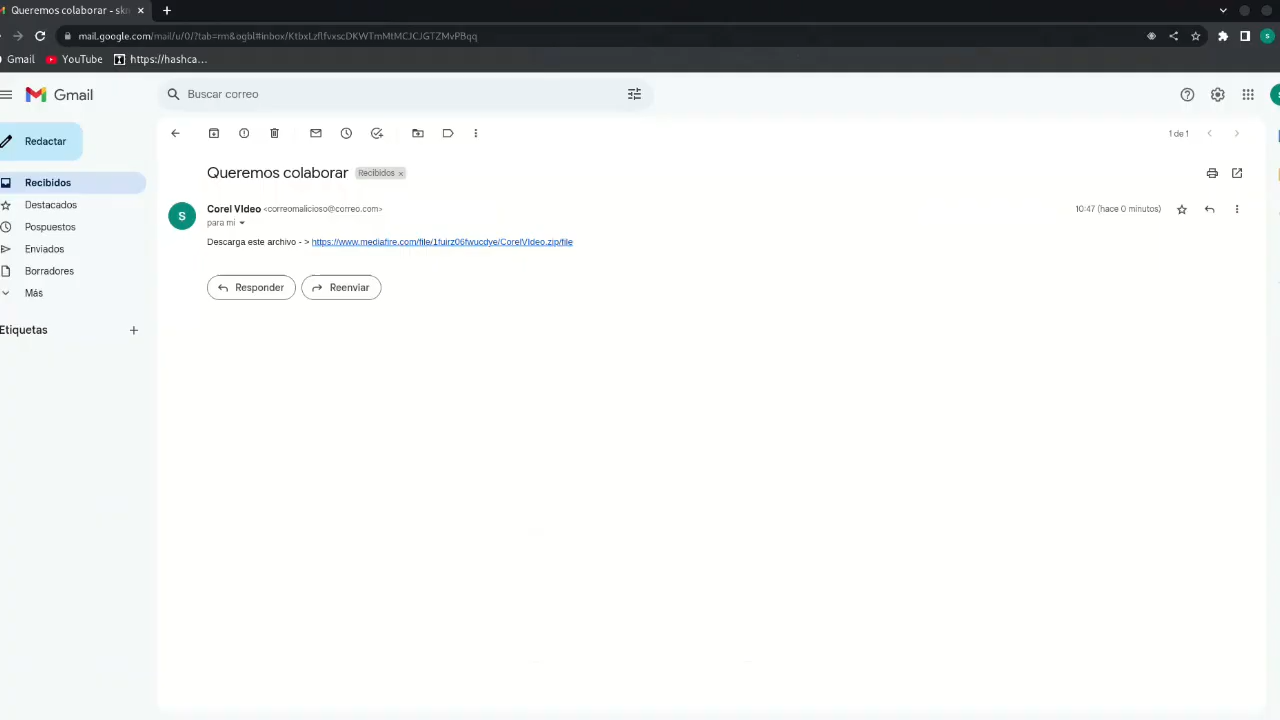 Queremos colaborar - sk
mail.google.com/mail/u/0/?tab=rm&ogbl#inbox/KtbxLzflfvxscDKWTmMtMCJCJGTZMvPBqq
S
Gmail
YouTube
https://hashca...
Gmail
Buscar correo
Redactar
1 de 1
Recibidos
Destacados
Pospuestos
Enviados
Borradores
Más
Etiquetas
Queremos colaborar
Recibidos ×
S
Corel VIdeo <correomalicioso@correo.com>
10:47 (hace 0 minutos)
para mí
Descarga este archivo - > https://www.mediafire.com/file/1fuirz06fwucdye/CorelVIdeo.zip/file
Responder
Reenviar